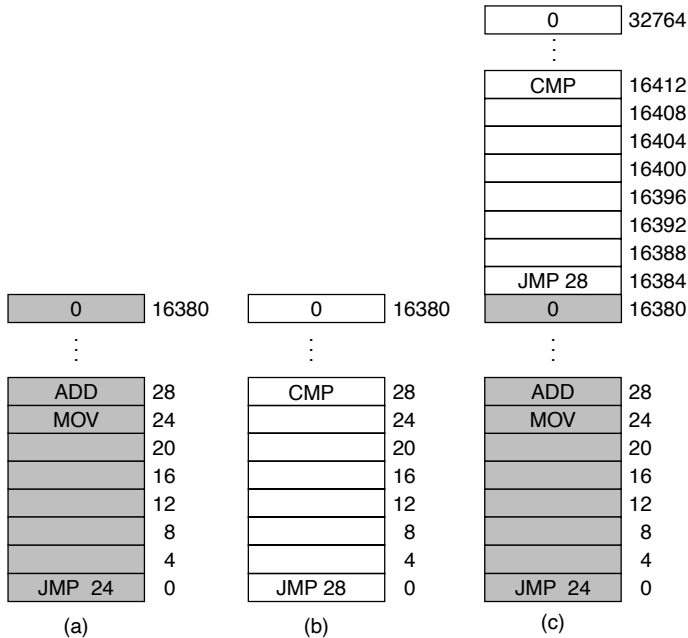 0 32764
CMP 16412
16408
16404
16400
16396
16392
16388
JMP 28 16384
0 16380
0 16380
0 16380
ADD 28
MOV 24
20
16
12
8
4
JMP 24 0
(a)
CMP 28
24
20
16
12
8
4
JMP 28 0
(b)
ADD 28
MOV 24
20
16
12
8
4
JMP 24 0
(c)